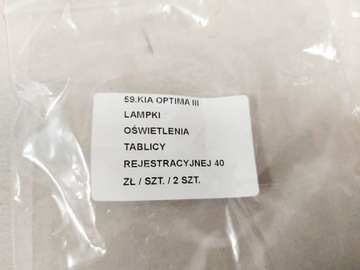 59.KIA OPTIMA III
LAMPKI
OŚWIETLENIA
TABLICY
REJESTRACYJNEJ 40
ZŁ / SZT. / 2 SZT.